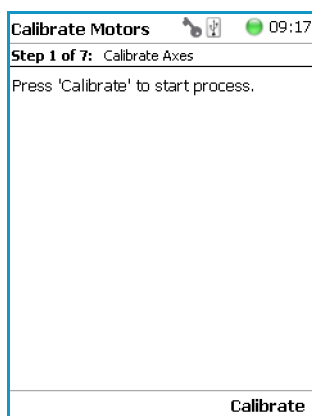 Calibrate Motors 09:17
Step 1 of 7: Calibrate Axes
Press 'Calibrate' to start process.
Calibrate